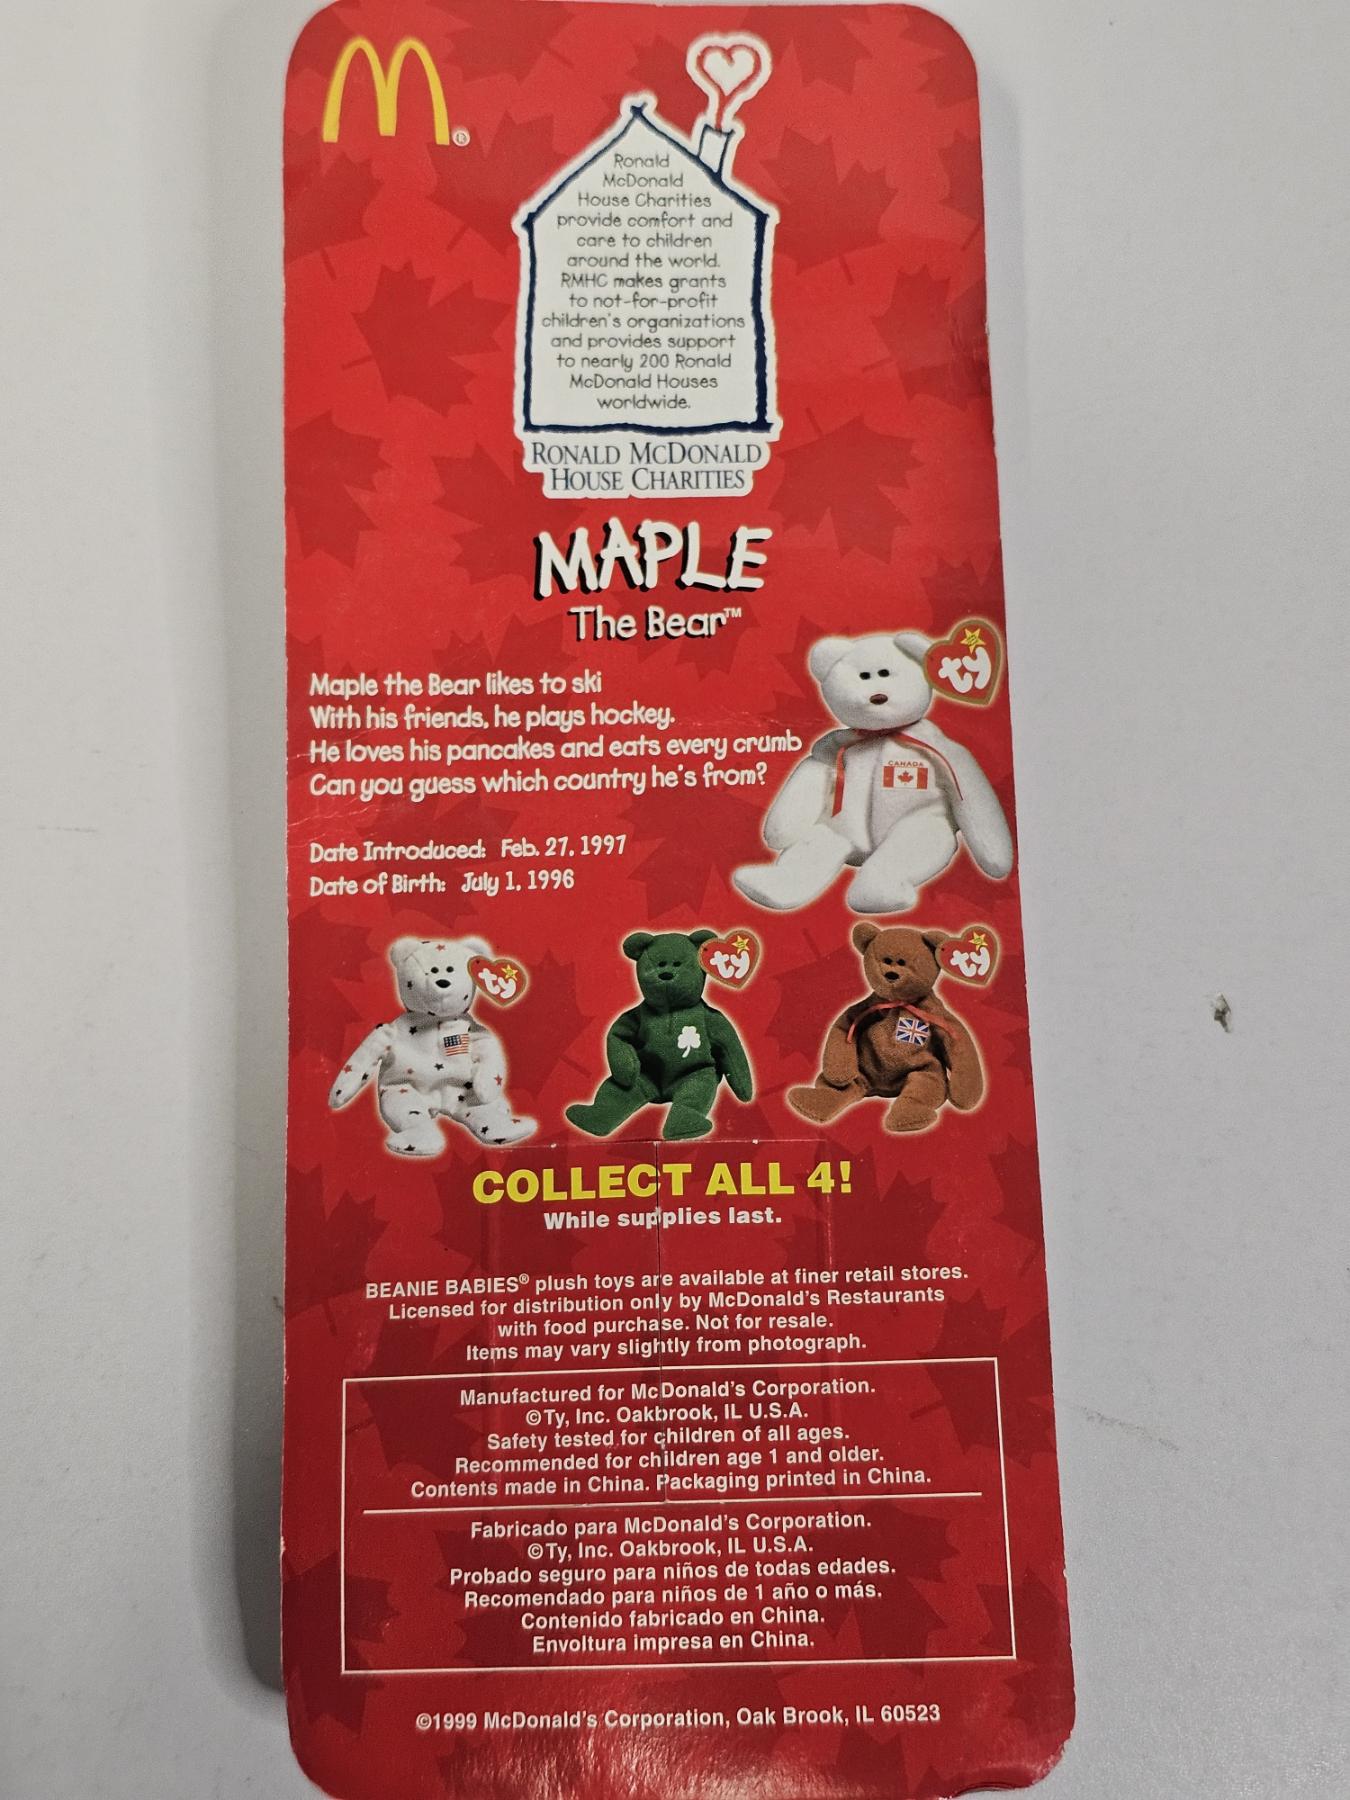 M®
Ronald
McDonald
House Charities
provide comfort and
care to children
around the world.
RMHC makes grants
to not-for-profit
children's organizations
and provides support
to nearly 200 Ronald
McDonald Houses
worldwide.
RONALD MCDONALD
HOUSE CHARITIES
MAPLE
The Bear™
Maple the Bear likes to ski
With his friends, he plays hockey.
He loves his pancakes and eats every crumb
Can you guess which country he's from?
ty
CANADA
Date Introduced: Feb. 27, 1997
Date of Birth: July 1, 1996
ty
ty
ty
COLLECT ALL 4!
While supplies last.
BEANIE BABIES® plush toys are available at finer retail stores.
Licensed for distribution only by McDonald's Restaurants
with food purchase. Not for resale.
Items may vary slightly from photograph.
Manufactured for McDonald's Corporation.
©Ty, Inc. Oakbrook, IL U.S.A.
Safety tested for children of all ages.
Recommended for children age 1 and older.
Contents made in China. Packaging printed in China.
Fabricado para McDonald's Corporation.
©Ty, Inc. Oakbrook, IL U.S.A.
Probado seguro para niños de todas edades.
Recomendado para niños de 1 año o más.
Contenido fabricado en China.
Envoltura impresa en China.
©1999 McDonald's Corporation, Oak Brook, IL 60523